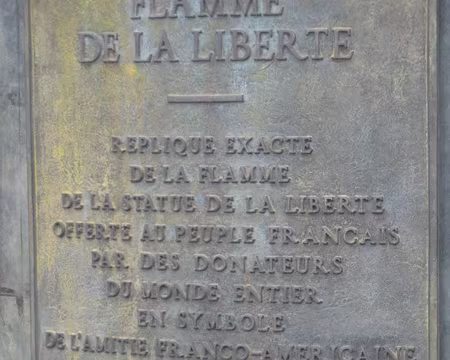 FLAMME
DE LA LIBERTE
REPLIQUE EXACTE
DE LA FLAMME
DE LA STATUE DE LA LIBERTE
OFFERTE AU PEUPLE FRANCAIS
PAR DES DONATEURS
DU MONDE ENTIER
EN SYMBOLE
DE L'AMITIE FRANCO-AMERICAINE